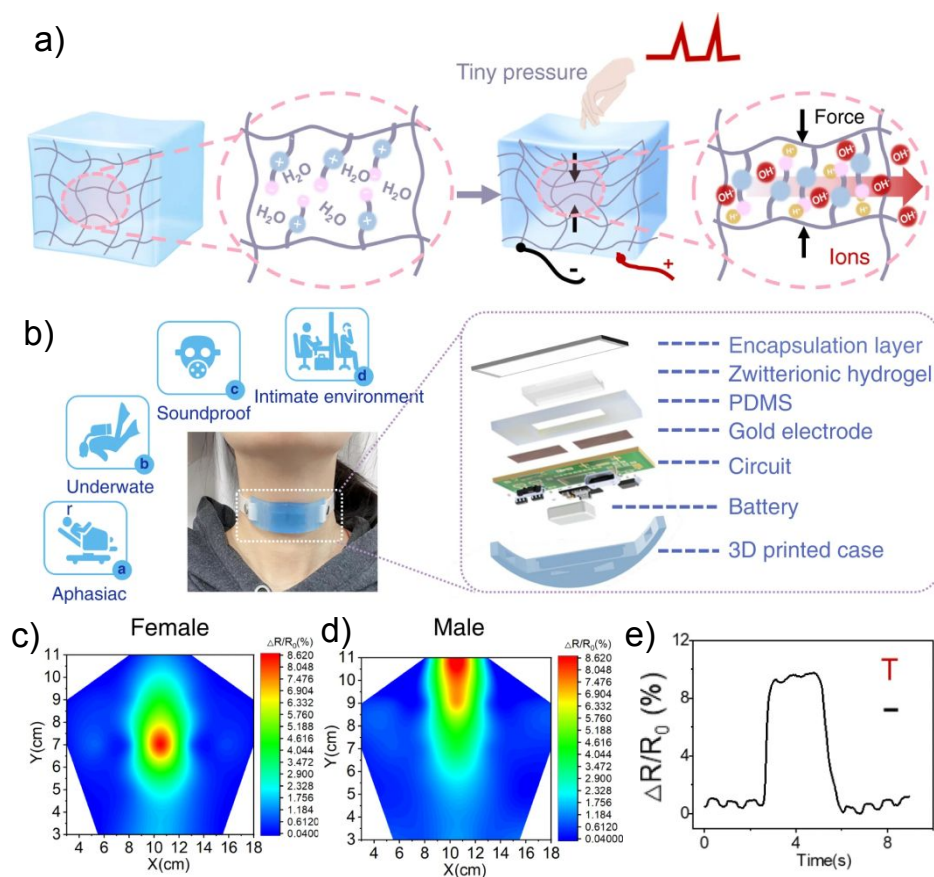 a)
Tiny pressure
H₂O
H₂O
H₂O
H₂O
H₂O
+
+
+
+
-
+
Force
H⁺
OH⁻
OH⁻
OH⁻
OH⁻
OH⁻
OH⁻
H⁺
H⁺
H⁺
OH⁻
Ions
b)
c
Soundproof
d
Intimate environment
b
Underwate
r
a
Aphasiac
Encapsulation layer
Zwitterionic hydrogel
PDMS
Gold electrode
Circuit
Battery
3D printed case
c)
Female
△R/R₀(%)
8.620
8.048
7.476
6.904
6.332
5.760
5.188
4.616
4.044
3.472
2.900
2.328
1.756
1.184
0.6120
0.0400
Y(cm)
11
10
9
8
7
6
5
4
3
4 6 8 10 12 14 16 18
X(cm)
d)
Male
△R/R₀(%)
8.620
8.048
7.476
6.904
6.332
5.760
5.188
4.616
4.044
3.472
2.900
2.328
1.756
1.184
0.6120
0.04000
Y(cm)
11
10
9
8
7
6
5
4
3
4 6 8 10 12 14 16 18
X(cm)
e)
△R/R₀ (%)
12
8
4
0
T
-
0 4 8
Time(s)